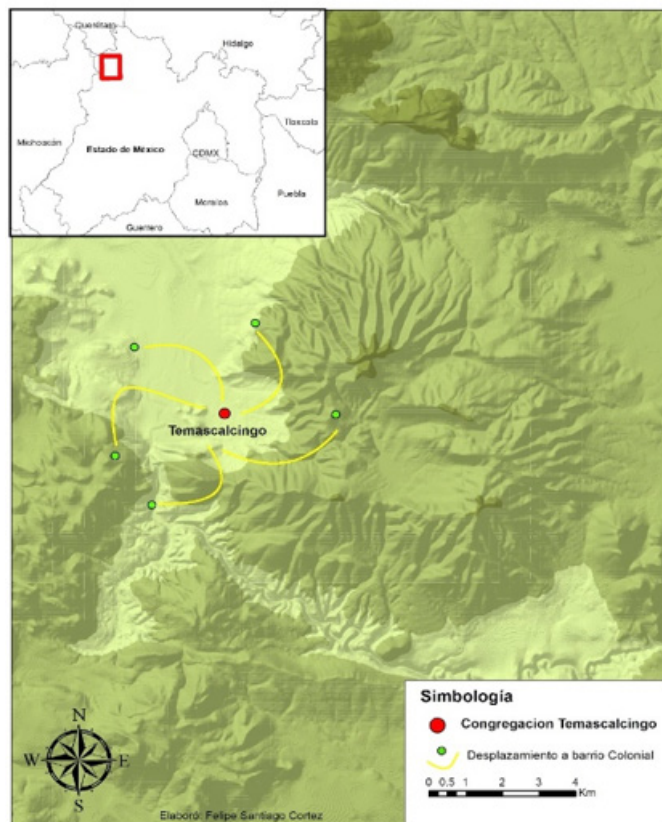 Querétaro
Hidalgo
Tlaxcala
Michoacán
Estado de México
CDMX
Morelos
Puebla
Guerrero
Temascalcingo
N
W E
S
Simbología
Congregacion Temascalcingo
Desplazamiento a barrio Colonial
0 0.5 1 2 3 4
Km
Elaboró: Felipe Santiago Cortez